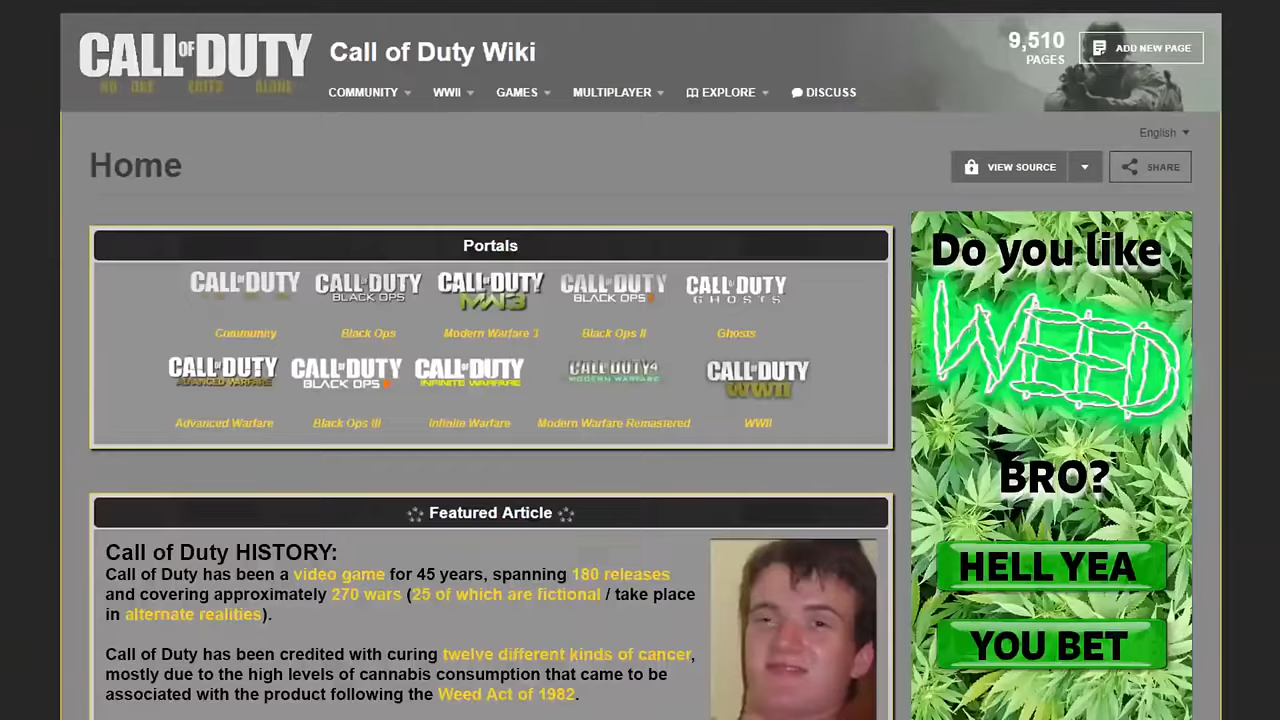 CALL OF DUTY
NO ONE FIGHTS ALONE
Call of Duty Wiki
9,510
PAGES
ADD NEW PAGE
COMMUNITY WWII GAMES MULTIPLAYER EXPLORE DISCUSS
English
Home
VIEW SOURCE
SHARE
Portals
CALL OF DUTY CALL OF DUTY BLACK OPS CALL OF DUTY MW3 CALL OF DUTY BLACK OPS II CALL OF DUTY GHOSTS
Community Black Ops Modern Warfare 3 Black Ops II Ghosts
CALL OF DUTY ADVANCED WARFARE CALL OF DUTY BLACK OPS CALL OF DUTY INFINITE WARFARE CALL OF DUTY 4 MODERN WARFARE CALL OF DUTY WWII
Advanced Warfare Black Ops III Infinite Warfare Modern Warfare Remastered WWII
Featured Article
Call of Duty HISTORY:
Call of Duty has been a video game for 45 years, spanning 180 releases
and covering approximately 270 wars (25 of which are fictional / take place
in alternate realities).
Call of Duty has been credited with curing twelve different kinds of cancer,
mostly due to the high levels of cannabis consumption that came to be
associated with the product following the Weed Act of 1982.
Do you like
WEED
BRO?
HELL YEA
YOU BET